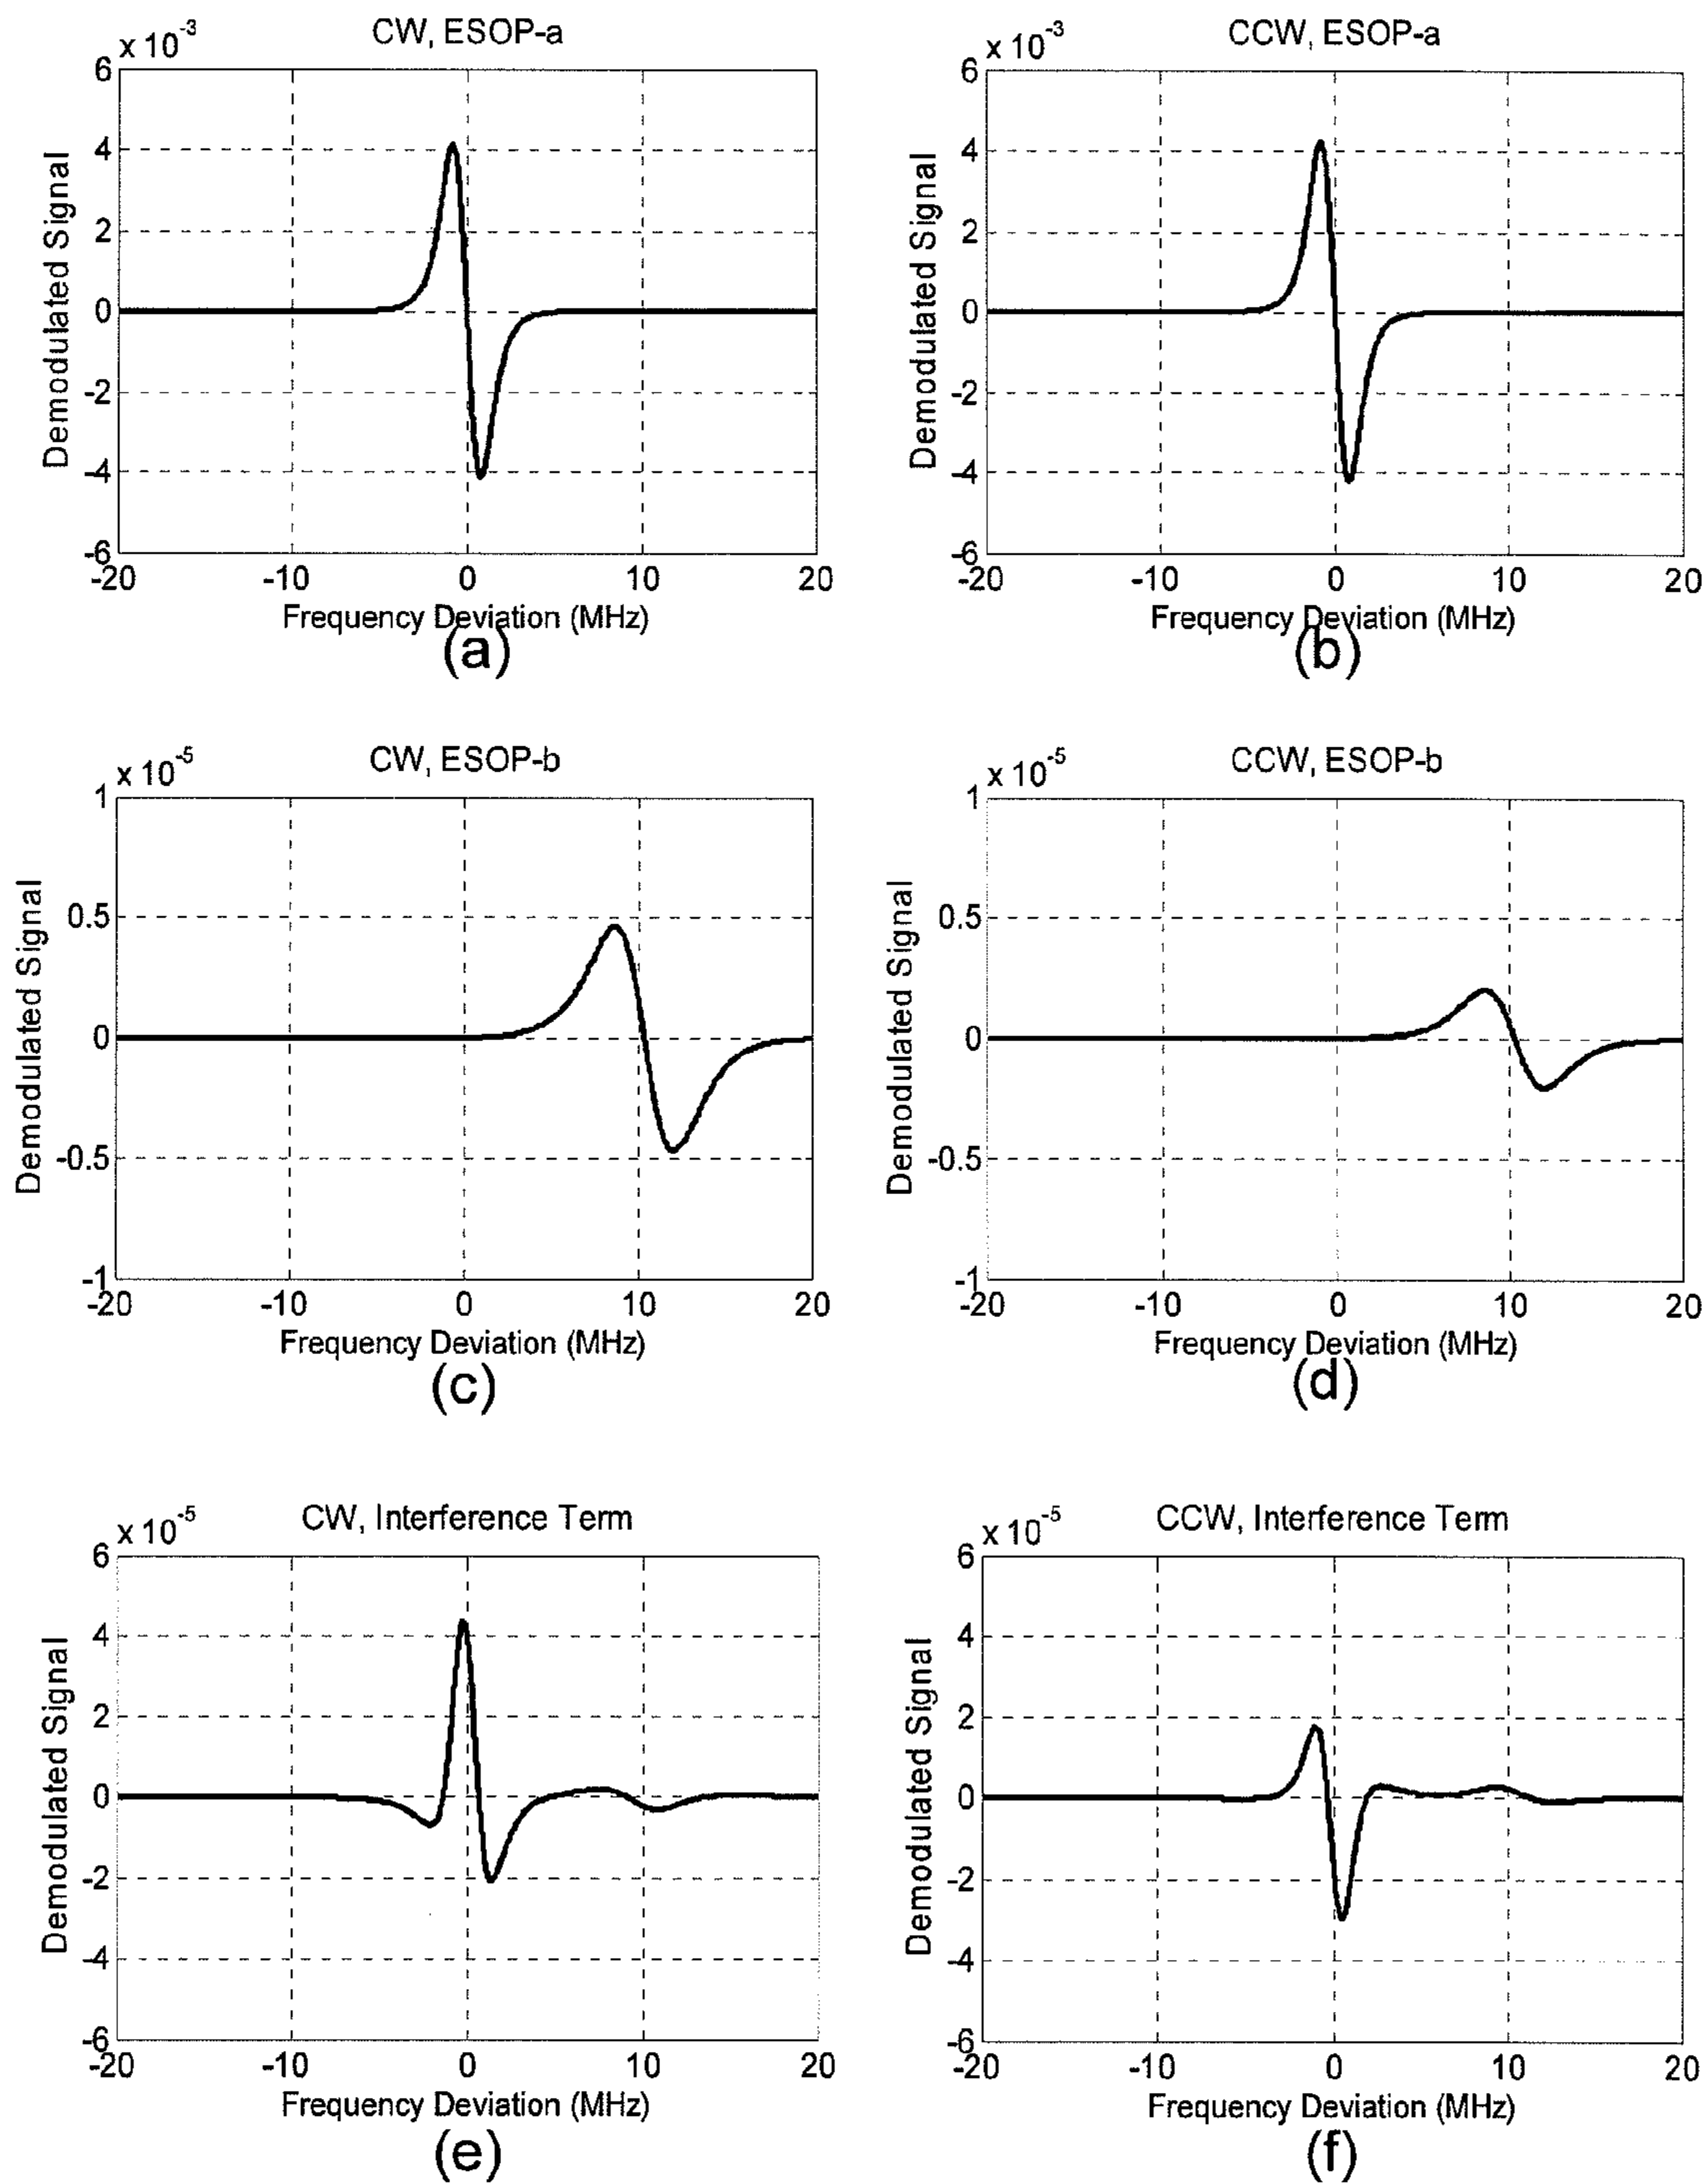 CW, ESOP-a
x 10^-3
6
4
2
0
-2
-4
-6
-20 -10 0 10 20
Demodulated Signal
Frequency Deviation (MHz)
(a)
CCW, ESOP-a
x 10^-3
6
4
2
0
-2
-4
-6
-20 -10 0 10 20
Demodulated Signal
Frequency Deviation (MHz)
(b)
CW, ESOP-b
x 10^-5
1
0.5
0
-0.5
-1
-20 -10 0 10 20
Demodulated Signal
Frequency Deviation (MHz)
(c)
CCW, ESOP-b
x 10^-5
1
0.5
0
-0.5
-1
-20 -10 0 10 20
Demodulated Signal
Frequency Deviation (MHz)
(d)
CW, Interference Term
x 10^-5
6
4
2
0
-2
-4
-6
-20 -10 0 10 20
Demodulated Signal
Frequency Deviation (MHz)
(e)
CCW, Interference Term
x 10^-5
6
4
2
0
-2
-4
-6
-20 -10 0 10 20
Demodulated Signal
Frequency Deviation (MHz)
(f)